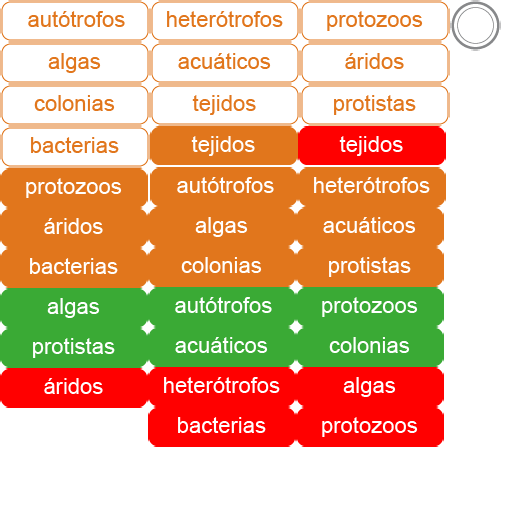 autótrofos heterótrofos protozoos
algas acuáticos áridos
colonias tejidos protistas
bacterias tejidos tejidos
protozoos autótrofos heterótrofos
áridos algas acuáticos
bacterias colonias protistas
algas autótrofos protozoos
protistas acuáticos colonias
áridos heterótrofos algas
bacterias protozoos